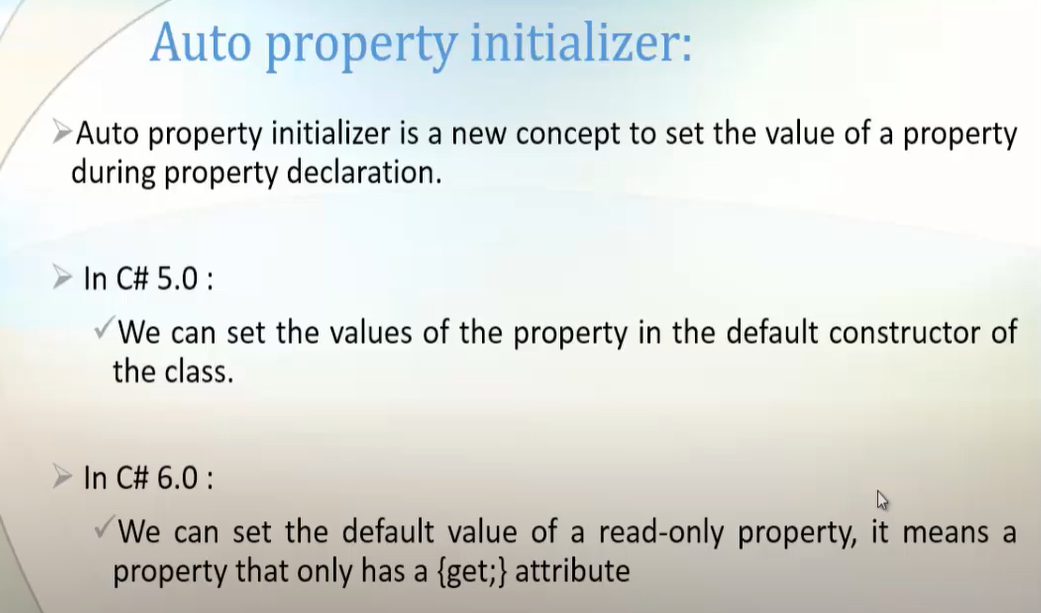 Auto property initializer:
Auto property initializer is a new concept to set the value of a property
during property declaration.
In C# 5.0 :
We can set the values of the property in the default constructor of
the class.
In C# 6.0 :
We can set the default value of a read-only property, it means a
property that only has a {get;} attribute